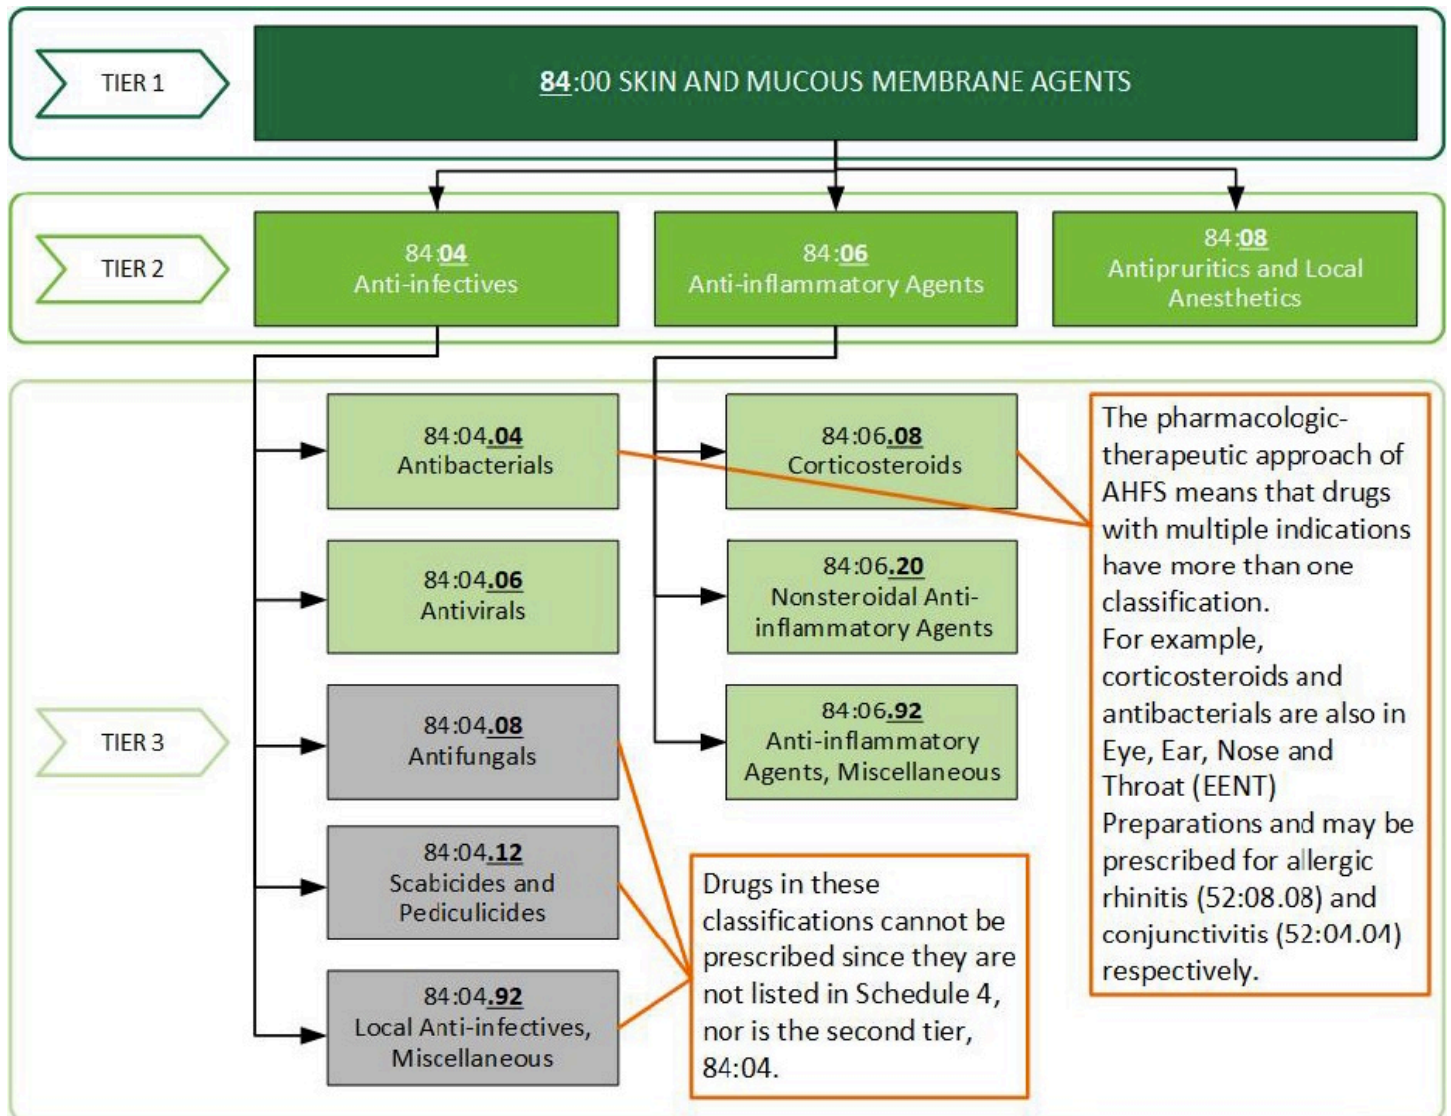 TIER 1
84:00 SKIN AND MUCOUS MEMBRANE AGENTS
TIER 2
84:04
Anti-infectives
84:06
Anti-inflammatory Agents
84:08
Antipruritics and Local
Anesthetics
TIER 3
84:04.04
Antibacterials
84:04.06
Antivirals
84:04.08
Antifungals
84:04.12
Scabicides and
Pediculicides
84:04.92
Local Anti-infectives,
Miscellaneous
84:06.08
Corticosteroids
84:06.20
Nonsteroidal Anti-
inflammatory Agents
84:06.92
Anti-inflammatory
Agents, Miscellaneous
Drugs in these
classifications cannot be
prescribed since they are
not listed in Schedule 4,
nor is the second tier,
84:04.
The pharmacologic-
therapeutic approach of
AHFS means that drugs
with multiple indications
have more than one
classification.
For example,
corticosteroids and
antibacterials are also in
Eye, Ear, Nose and
Throat (EENT)
Preparations and may be
prescribed for allergic
rhinitis (52:08.08) and
conjunctivitis (52:04.04)
respectively.